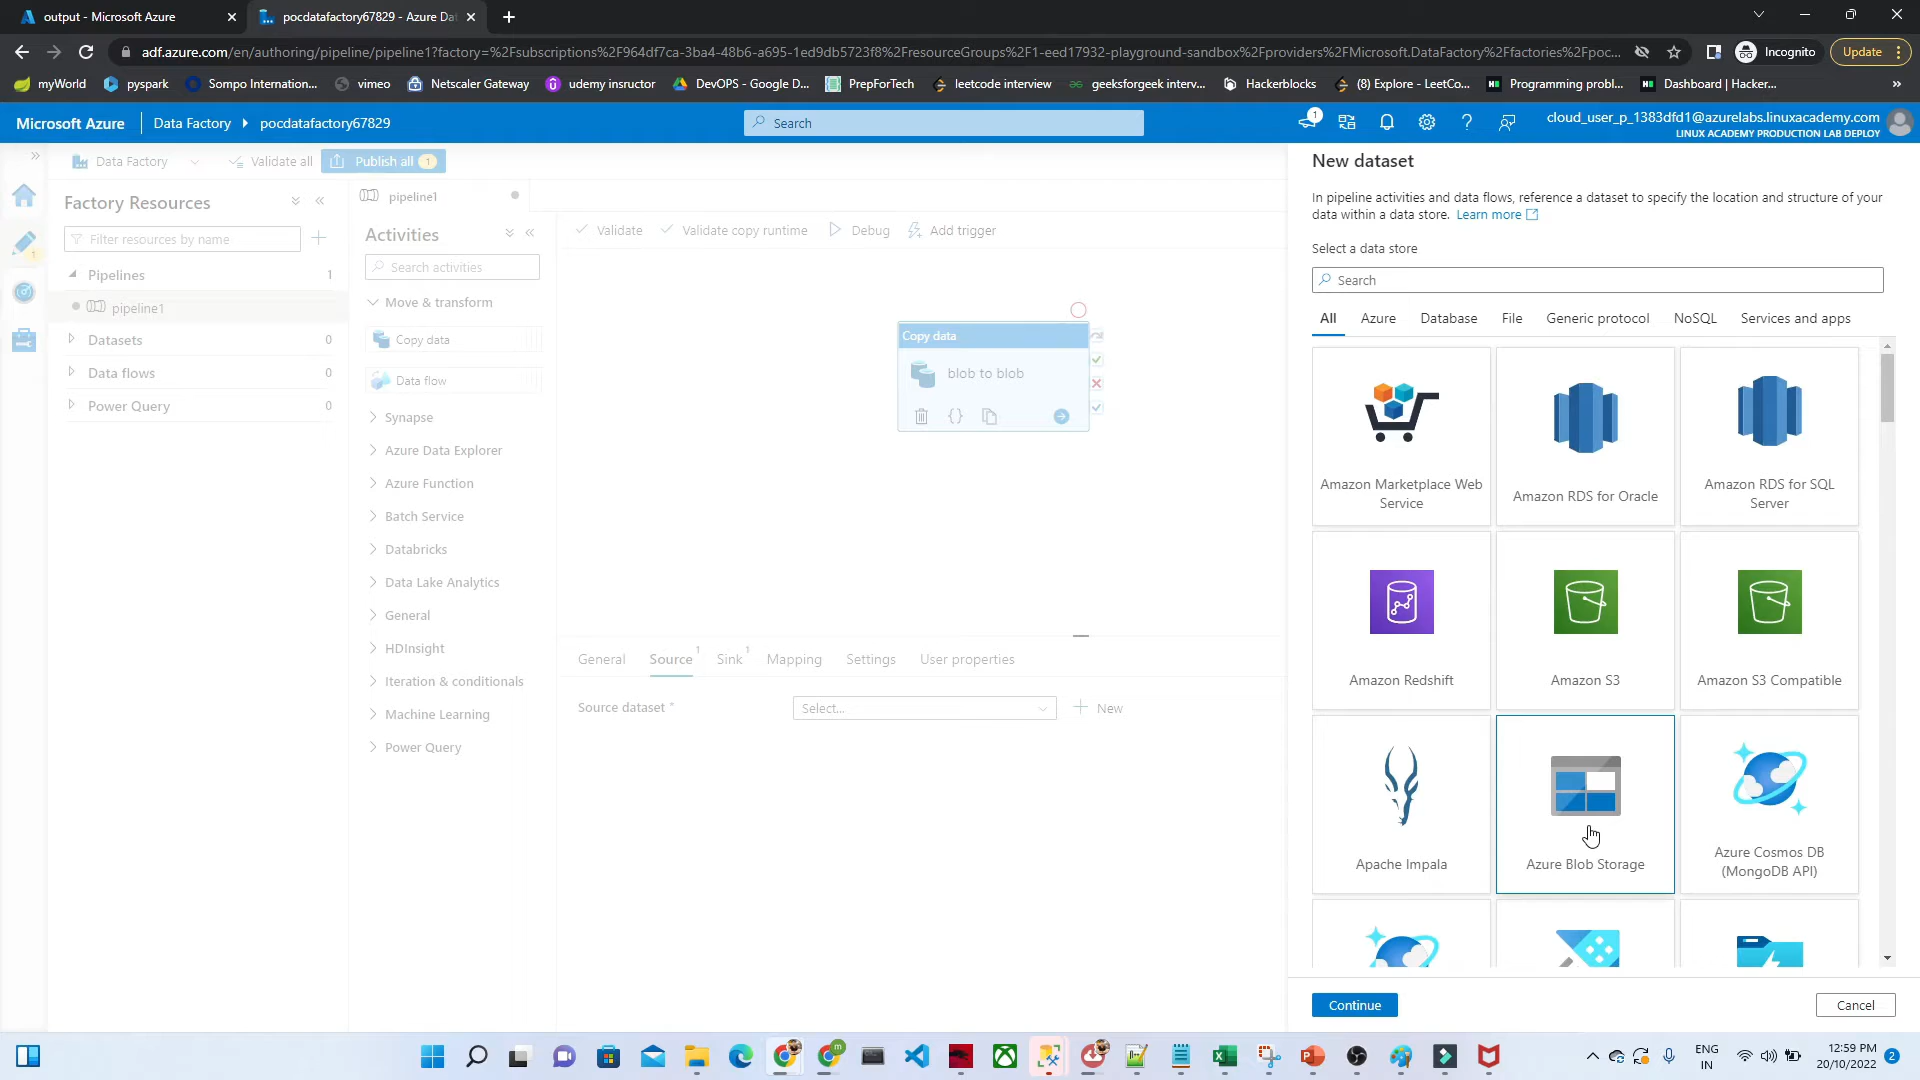 output - Microsoft Azure
pocdatafactory67829 - Azure Dat
adf.azure.com/en/authoring/pipeline/pipeline1?factory=%2Fsubscriptions%2F964df7ca-3ba4-48b6-a695-1ed9db5723f8%2FresourceGroups%2F1-eed17932-playground-sandbox%2Fproviders%2FMicrosoft.DataFactory%2Ffactories%2Fpoc...
Incognito
Update
myWorld
pyspark
Sompo Internation...
vimeo
Netscaler Gateway
udemy insructor
DevOPS - Google D...
PrepForTech
leetcode interview
geeksforgeek interv...
Hackerblocks
(8) Explore - LeetCo...
Programming probl...
Dashboard | Hacker...
»
Microsoft Azure
Data Factory
pocdatafactory67829
Search
1
cloud_user_p_1383dfd1@azurelabs.linuxacademy.com
LINUX ACADEMY PRODUCTION LAB DEPLOY
Data Factory
Validate all
Publish all 1
Factory Resources
Filter resources by name
Pipelines 1
pipeline1
Datasets 0
Data flows 0
Power Query 0
1
pipeline1
Activities
Search activities
Move & transform
Copy data
Data flow
Synapse
Azure Data Explorer
Azure Function
Batch Service
Databricks
Data Lake Analytics
General
HDInsight
Iteration & conditionals
Machine Learning
Power Query
Validate
Validate copy runtime
Debug
Add trigger
Copy data
blob to blob
{}
General
Source 1
Sink 1
Mapping
Settings
User properties
Source dataset *
Select...
New
New dataset
In pipeline activities and data flows, reference a dataset to specify the location and structure of your
data within a data store. Learn more
Select a data store
Search
All
Azure
Database
File
Generic protocol
NoSQL
Services and apps
Amazon Marketplace Web
Service
Amazon RDS for Oracle
Amazon RDS for SQL
Server
Amazon Redshift
Amazon S3
Amazon S3 Compatible
Apache Impala
Azure Blob Storage
Azure Cosmos DB
(MongoDB API)
Continue
Cancel
ENG
IN
12:59 PM
20/10/2022
2